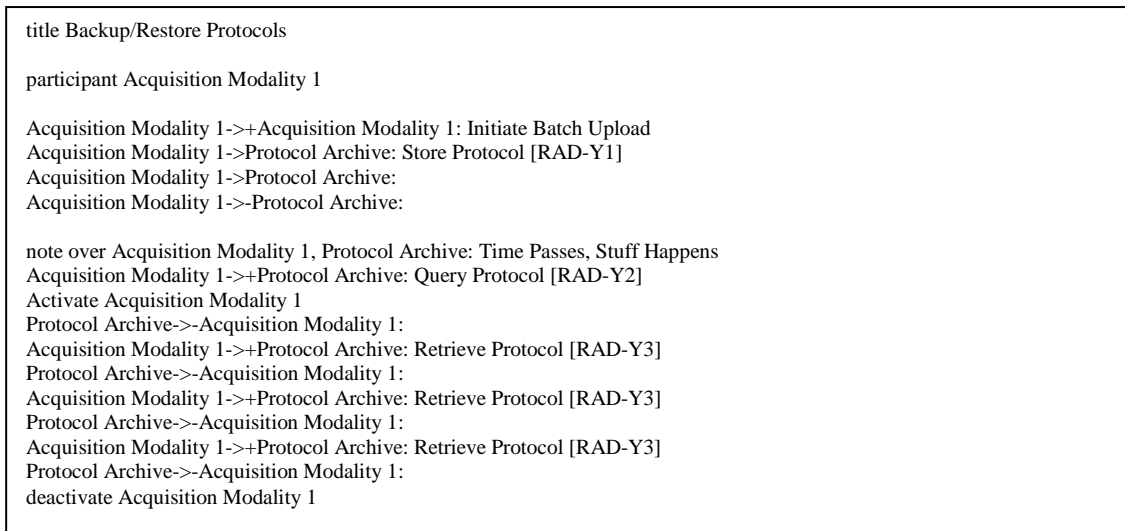 title Backup/Restore Protocols
participant Acquisition Modality 1
Acquisition Modality 1->+Acquisition Modality 1: Initiate Batch Upload
Acquisition Modality 1->Protocol Archive: Store Protocol [RAD-Y1]
Acquisition Modality 1->Protocol Archive:
Acquisition Modality 1->-Protocol Archive:
note over Acquisition Modality 1, Protocol Archive: Time Passes, Stuff Happens
Acquisition Modality 1->+Protocol Archive: Query Protocol [RAD-Y2]
Activate Acquisition Modality 1
Protocol Archive->-Acquisition Modality 1:
Acquisition Modality 1->+Protocol Archive: Retrieve Protocol [RAD-Y3]
Protocol Archive->-Acquisition Modality 1:
Acquisition Modality 1->+Protocol Archive: Retrieve Protocol [RAD-Y3]
Protocol Archive->-Acquisition Modality 1:
Acquisition Modality 1->+Protocol Archive: Retrieve Protocol [RAD-Y3]
Protocol Archive->-Acquisition Modality 1:
deactivate Acquisition Modality 1